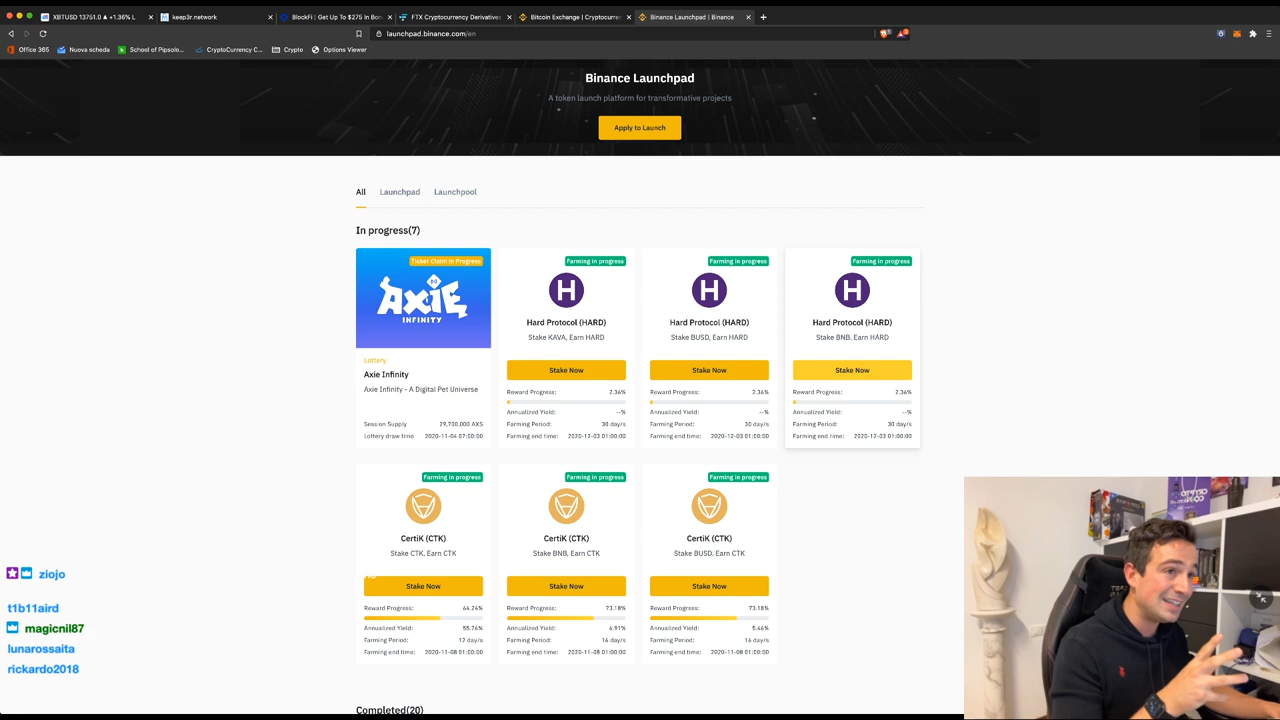 XBTUSD 13751.0 ▲ +1.36% L
keep3r.network
BlockFi | Get Up To $275 In Bon
FTX Cryptocurrency Derivatives
Bitcoin Exchange | Cryptocurren
Bitcoin Launchpad | Binance
launchpad.binance.com/en
Office 365
Nuova scheda
School of Pipsolo...
CryptoCurrency C...
Crypto
Options Viewer
Binance Launchpad
A token launch platform for transformative projects
Apply to Launch
All
Launchpad
Launchpool
In progress(7)
Ticket Claim in Progress
AXIE
INFINITY
Lottery
Axie Infinity
Axie Infinity - A Digital Pet Universe
Session Supply 29,700,000 AXS
Lottery draw time 2020-11-04 07:00:00
Farming in progress
Hard Protocol (HARD)
Stake KAVA, Earn HARD
Stake Now
Reward Progress: 2.36%
Annualized Yield: --%
Farming Period: 30 day/s
Farming end time: 2020-12-03 01:00:00
Farming in progress
Hard Protocol (HARD)
Stake BUSD, Earn HARD
Stake Now
Reward Progress: 2.36%
Annualized Yield: --%
Farming Period: 30 day/s
Farming end time: 2020-12-03 01:00:00
Farming in progress
Hard Protocol (HARD)
Stake BNB, Earn HARD
Stake Now
Reward Progress: 2.36%
Annualized Yield: --%
Farming Period: 30 day/s
Farming end time: 2020-12-03 01:00:00
Farming in progress
CertiK (CTK)
Stake CTK, Earn CTK
Stake Now
Reward Progress: 64.24%
Annualized Yield: 55.76%
Farming Period: 12 day/s
Farming end time: 2020-11-08 01:00:00
Farming in progress
CertiK (CTK)
Stake BNB, Earn CTK
Stake Now
Reward Progress: 73.18%
Annualized Yield: 6.91%
Farming Period: 16 day/s
Farming end time: 2020-11-08 01:00:00
Farming in progress
CertiK (CTK)
Stake BUSD, Earn CTK
Stake Now
Reward Progress: 73.18%
Annualized Yield: 5.46%
Farming Period: 16 day/s
Farming end time: 2020-11-08 01:00:00
Completed(20)
ziojo
t1b11aird
magicnil87
lunarossaita
rickardo2018